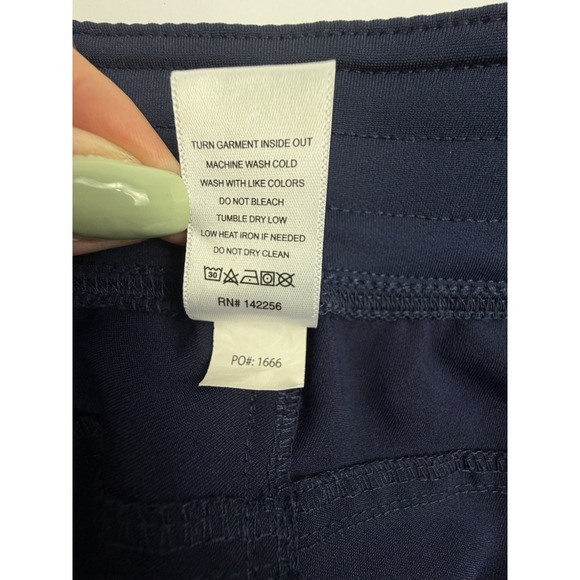 TURN GARMENT INSIDE OUT
MACHINE WASH COLD
WASH WITH LIKE COLORS
DO NOT BLEACH
TUMBLE DRY LOW
LOW HEAT IRON IF NEEDED
DO NOT DRY CLEAN
30
RN# 142256
PO#: 1666